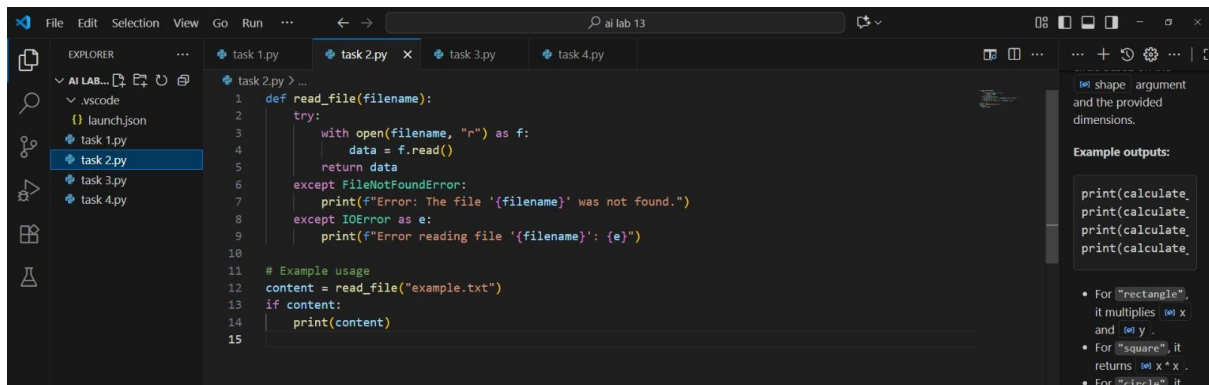 File Edit Selection View Go Run ··· ai lab 13
EXPLORER ···
AI LAB...
.vscode
{} launch.json
task 1.py
task 2.py
task 3.py
task 4.py
task 1.py task 2.py task 3.py task 4.py
task 2.py > ...
1 def read_file(filename):
2 try:
3 with open(filename, "r") as f:
4 data = f.read()
5 return data
6 except FileNotFoundError:
7 print(f"Error: The file '{filename}' was not found.")
8 except IOError as e:
9 print(f"Error reading file '{filename}': {e}")
10
11 # Example usage
12 content = read_file("example.txt")
13 if content:
14 print(content)
15
shape argument
and the provided
dimensions.
Example outputs:
print(calculate_
print(calculate_
print(calculate_
print(calculate_
• For "rectangle",
it multiplies x
and y .
• For "square", it
returns x * x .
• For "circle" it